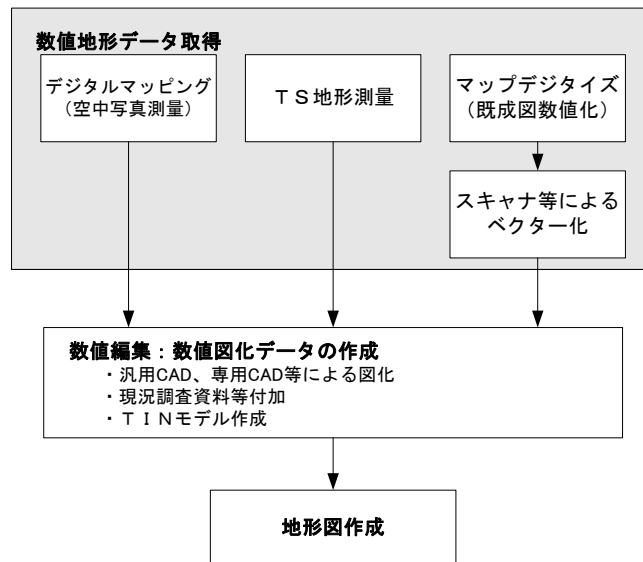 数値地形データ取得
デジタルマッピング
（空中写真測量）
ＴＳ地形測量
マップデジタイズ
（既成図数値化）
スキャナ等による
ベクター化
数値編集：数値図化データの作成
・汎用CAD、専用CAD等による図化
・現況調査資料等付加
・ＴＩＮモデル作成
地形図作成